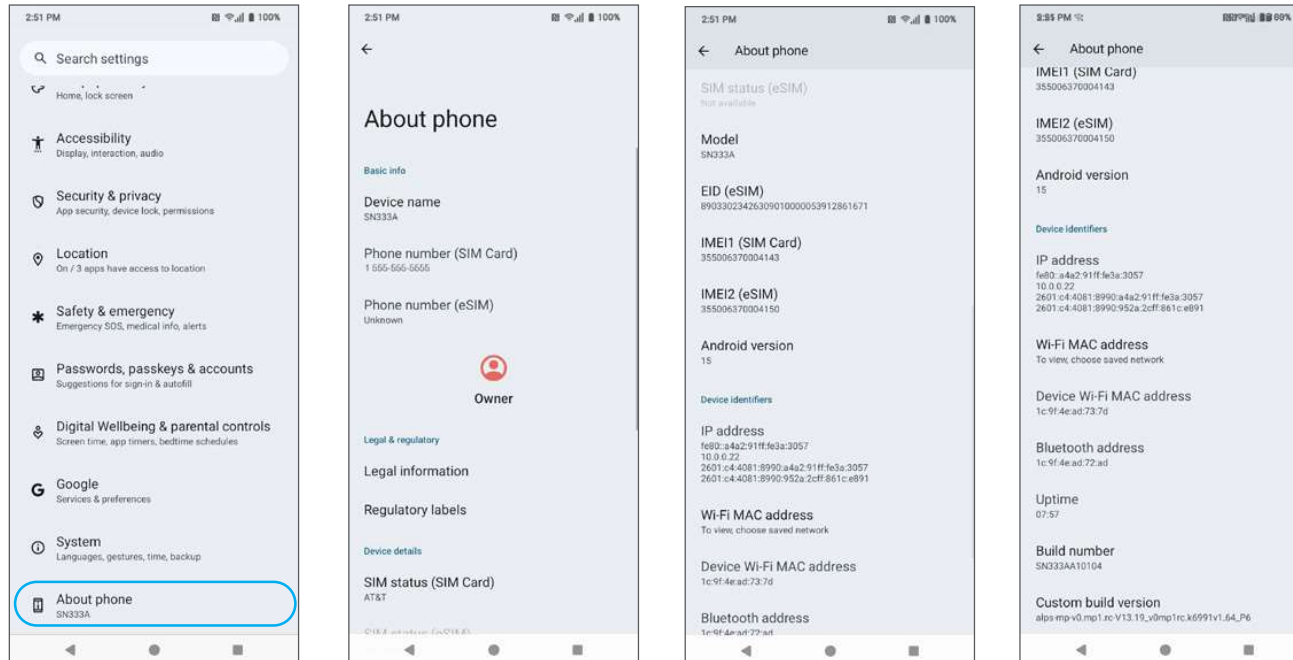 2:51 PM 100%
Search settings
Home, lock screen
Accessibility
Display, interaction, audio
Security & privacy
App security, device lock, permissions
Location
On / 3 apps have access to location
Safety & emergency
Emergency SOS, medical info, alerts
Passwords, passkeys & accounts
Suggestions for sign-in & autofill
Digital Wellbeing & parental controls
Screen time, app timers, bedtime schedules
Google
Services & preferences
System
Languages, gestures, time, backup
About phone
SN333A
2:51 PM 100%
About phone
Basic info
Device name
SN333A
Phone number (SIM Card)
1 555-555-5555
Phone number (eSIM)
Unknown
Owner
Legal & regulatory
Legal information
Regulatory labels
Device details
SIM status (SIM Card)
AT&T
SIM status (eSIM)
2:51 PM 100%
About phone
SIM status (eSIM)
Not available
Model
SN333A
EID (eSIM)
89033023426309010000053912861671
IMEI1 (SIM Card)
355006370004143
IMEI2 (eSIM)
355006370004150
Android version
15
Device identifiers
IP address
fe80::a4a2:91ff:fe3a:3057
10.0.0.22
2601:c4:4081:8990:a4a2:91ff:fe3a:3057
2601:c4:4081:8990:952a:2cff:861c:e891
Wi-Fi MAC address
To view, choose saved network
Device Wi-Fi MAC address
1c:9f:4e:ad:73:7d
Bluetooth address
1c:9f:4e:ad:72:ad
PM
About phone
IMEI1 (SIM Card)
355006370004143
IMEI2 (eSIM)
355006370004150
Android version
15
Device identifiers
IP address
fe80::a4a2:91ff:fe3a:3057
10.0.0.22
2601:c4:4081:8990:a4a2:91ff:fe3a:3057
2601:c4:4081:8990:952a:2cff:861c:e891
Wi-Fi MAC address
To view, choose saved network
Device Wi-Fi MAC address
1c:9f:4e:ad:73:7d
Bluetooth address
1c:9f:4e:ad:72:ad
Uptime
07:57
Build number
SN333AA10104
Custom build version
alps-mp-v0.mp1.rc-V13.19_v0mp1rc.k6991v1.64_P6